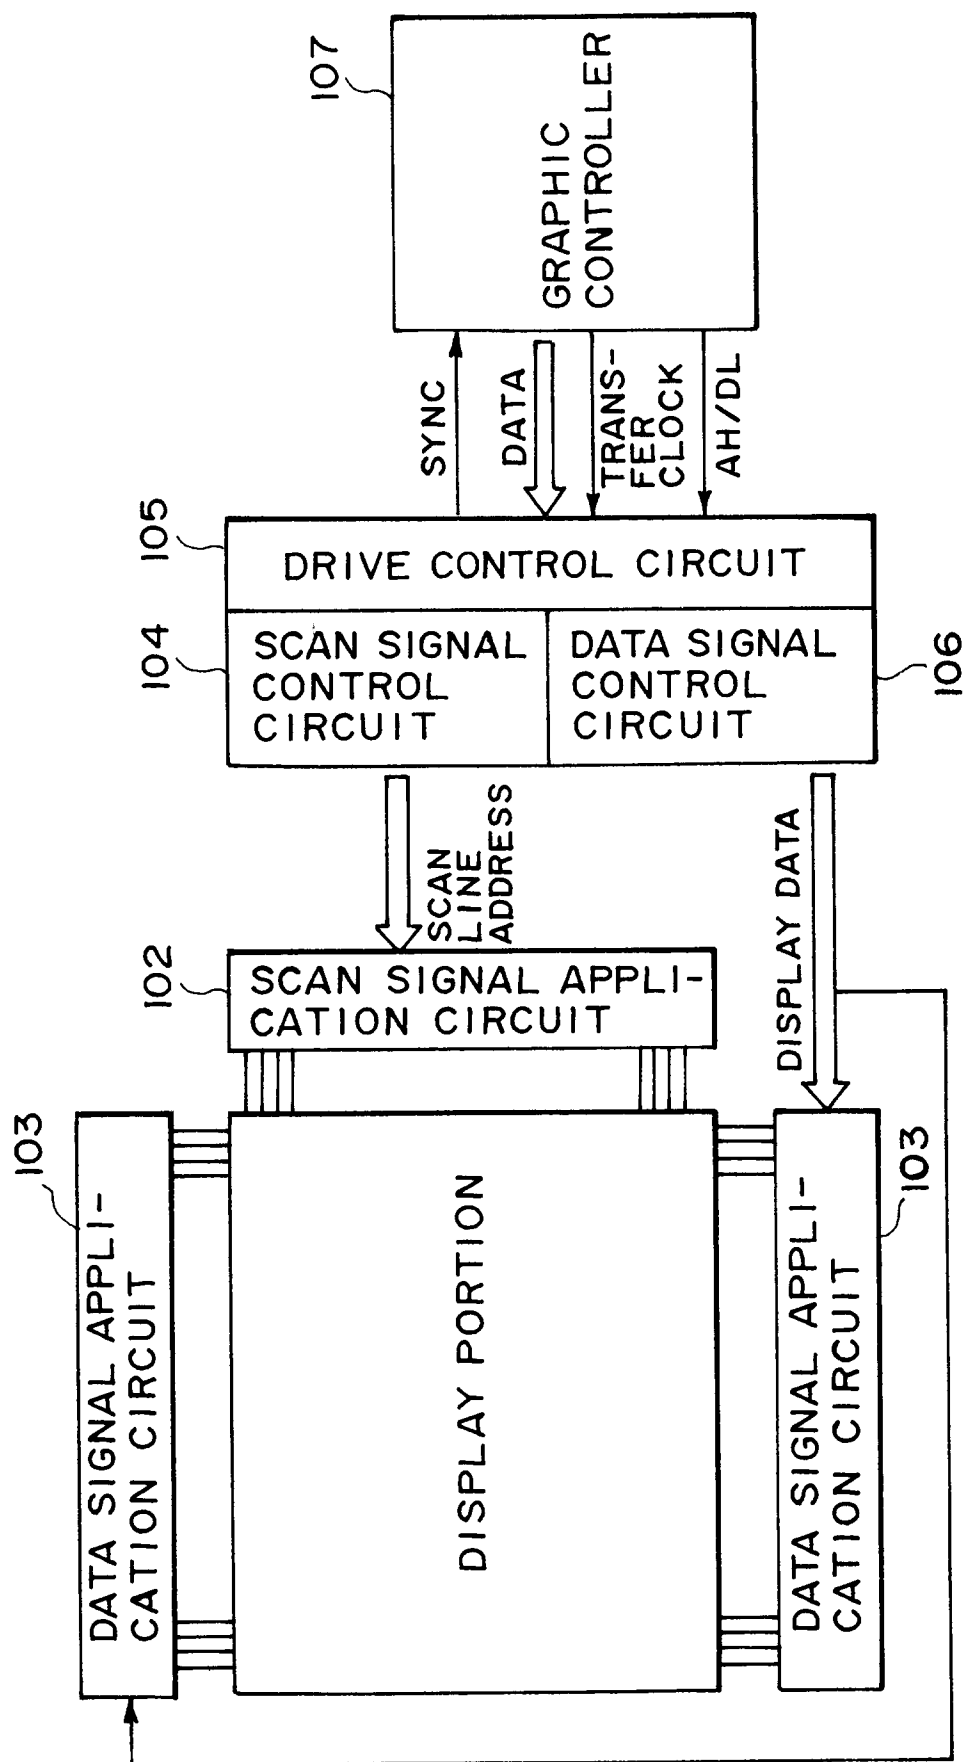 103
DATA SIGNAL APPLI-
CATION CIRCUIT
DISPLAY PORTION
DATA SIGNAL APPLI-
CATION CIRCUIT
103
102
SCAN SIGNAL APPLI-
CATION CIRCUIT
SCAN
LINE
ADDRESS
DISPLAY DATA
104
SCAN SIGNAL
CONTROL
CIRCUIT
DATA SIGNAL
CONTROL
CIRCUIT
106
105
DRIVE CONTROL CIRCUIT
SYNC
DATA
TRANS-
FER
CLOCK
AH/DL
107
GRAPHIC
CONTROLLER